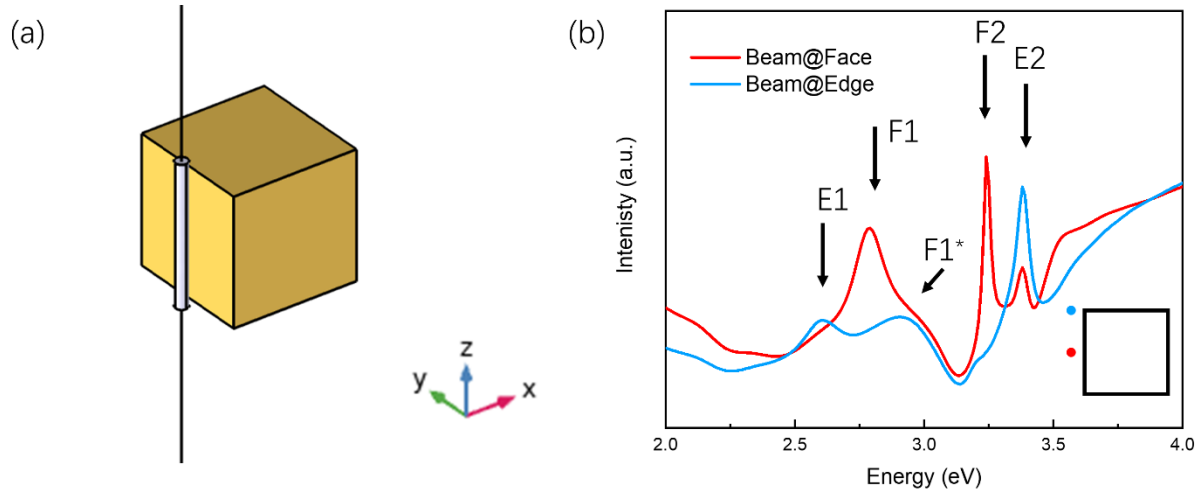 (a)
z
y
x
(b)
Beam@Face
Beam@Edge
F2
E2
F1
E1
F1*
Intenisty (a.u.)
2.0 2.5 3.0 3.5 4.0
Energy (eV)